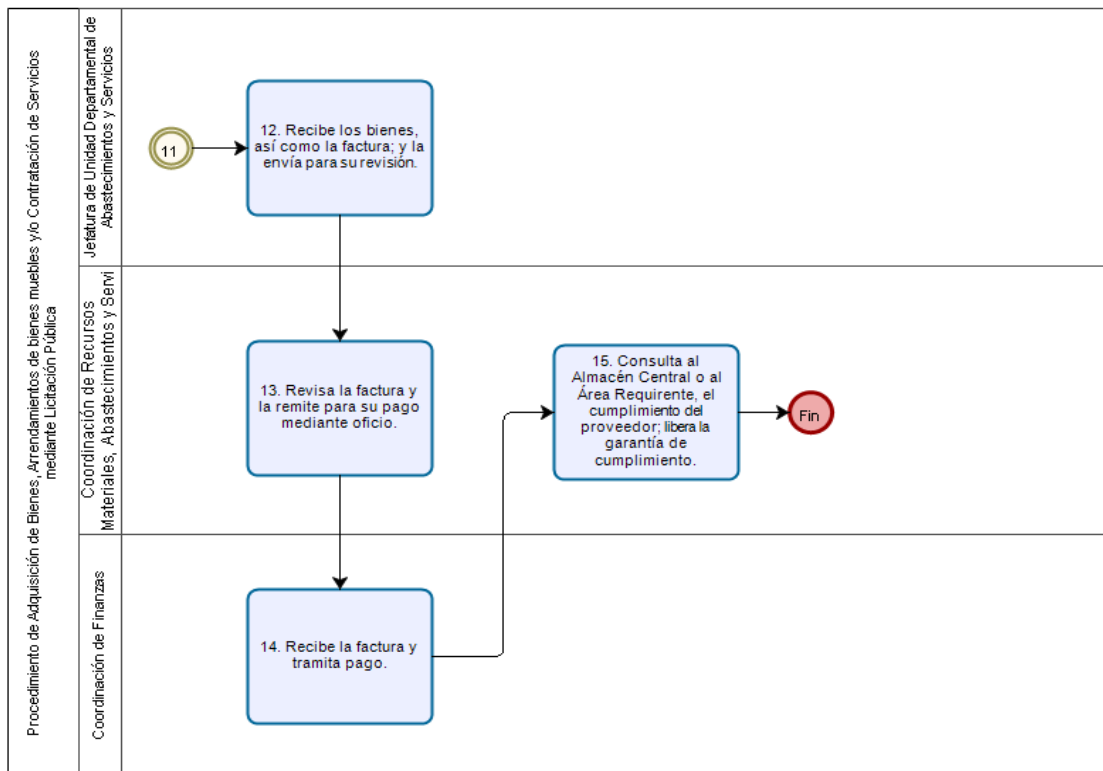 Procedimiento de Adquisición de Bienes, Arrendamientos de bienes muebles y/o Contratación de Servicios
mediante Licitación Pública
Jefatura de Unidad Departamental de
Abastecimientos y Servicios
11
12. Recibe los bienes,
así como la factura; y la
envía para su revisión.
Coordinación de Recursos
Materiales, Abastecimientos y Servi
13. Revisa la factura y
la remite para su pago
mediante oficio.
15. Consulta al
Almacén Central o al
Área Requirente, el
cumplimiento del
proveedor; libera la
garantía de
cumplimiento.
Fin
Coordinación de Finanzas
14. Recibe la factura y
tramita pago.